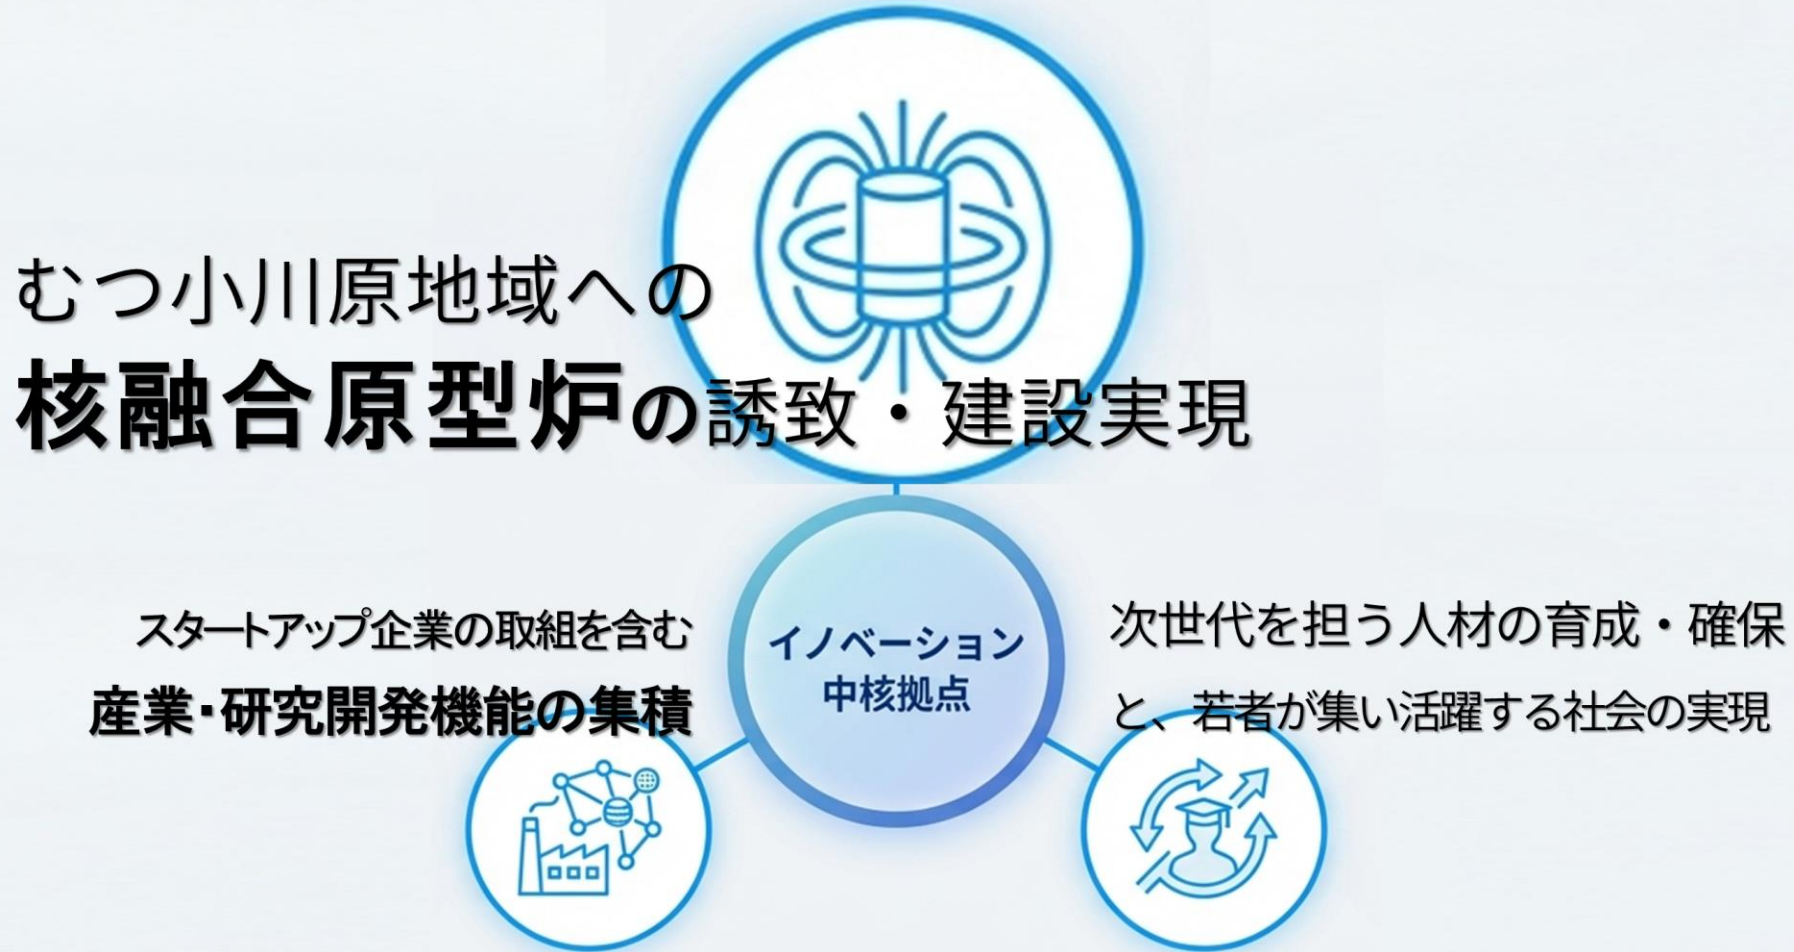 むつ小川原地域への
核融合原型炉の誘致・建設実現
スタートアップ企業の取組を含む
産業・研究開発機能の集積
イノベーション
中核拠点
次世代を担う人材の育成・確保
と、若者が集い活躍する社会の実現